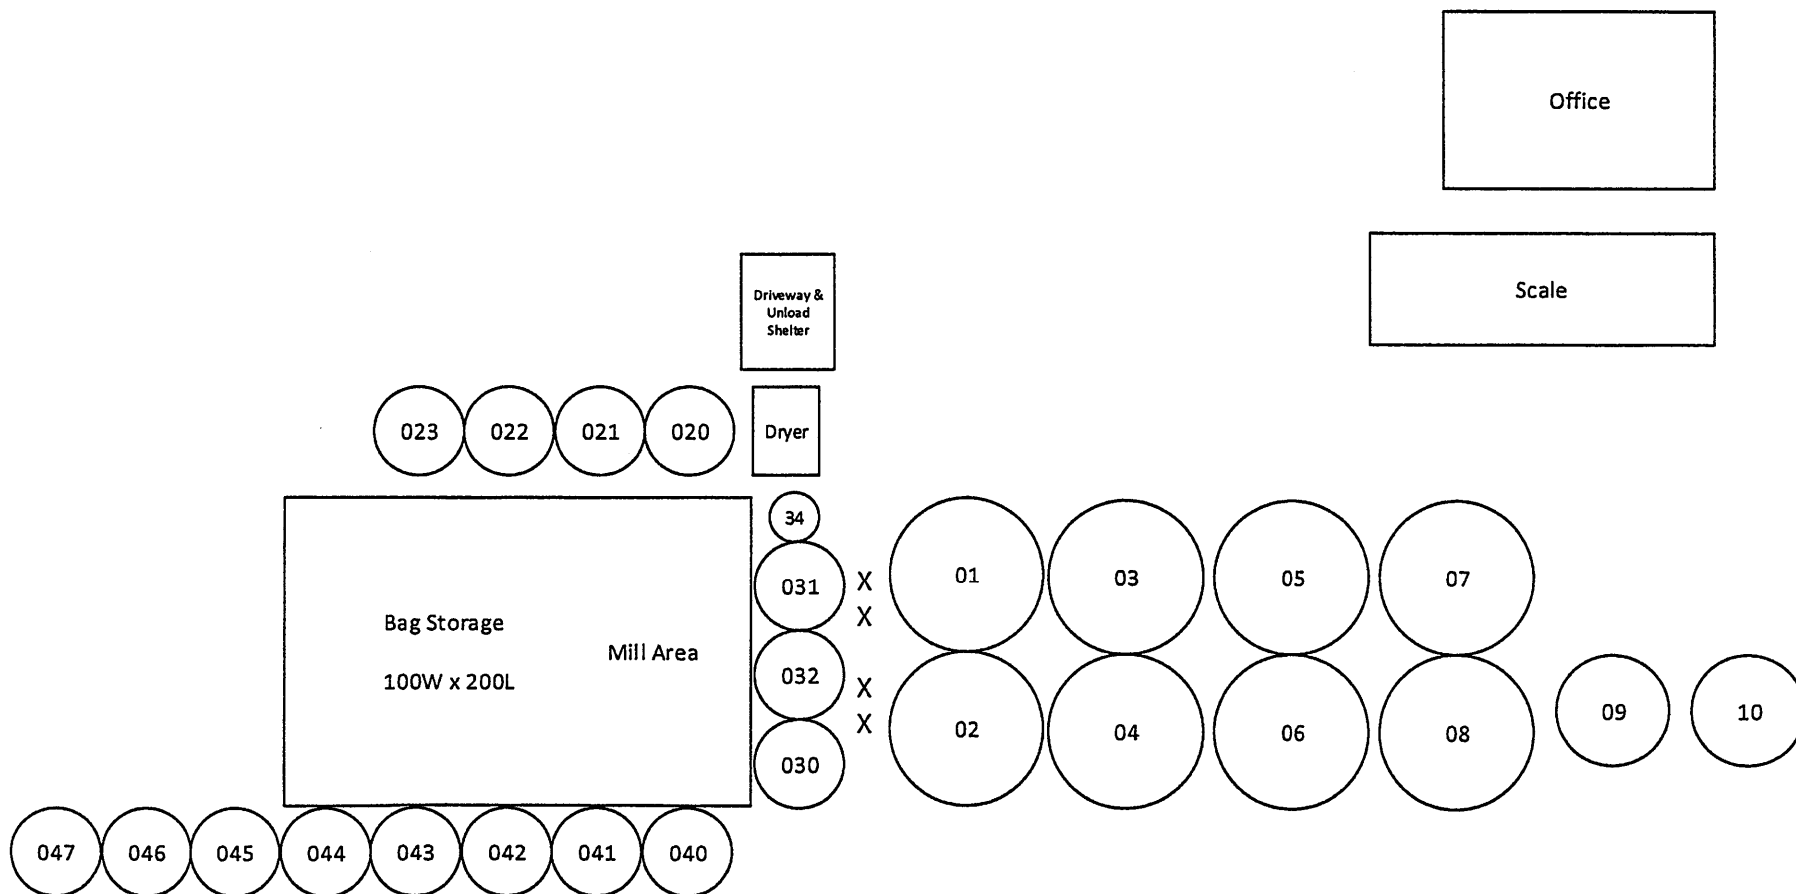 Office
Scale
Driveway &
Unload
Shelter
023 022 021 020 Dryer
34
031 X 01 03 05 07
X
Bag Storage
Mill Area
032 X
100W x 200L
X 02 04 06 08 09 10
030
047 046 045 044 043 042 041 040